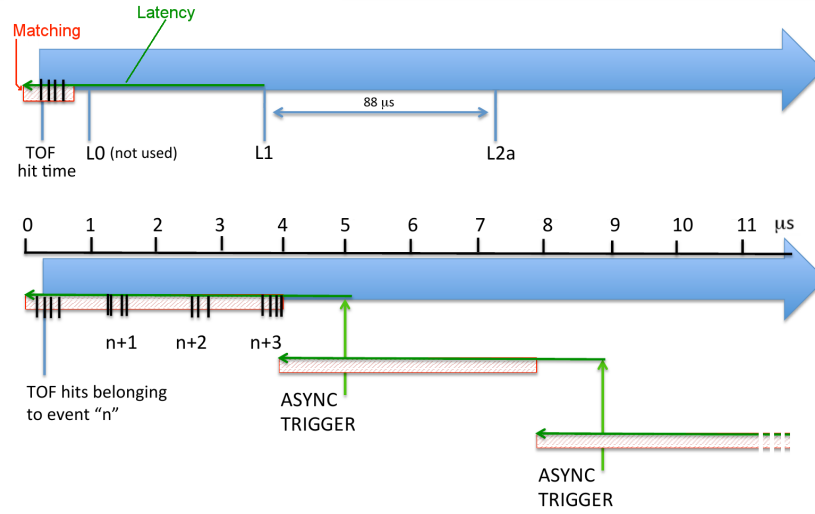 Latency
Matching
88 μs
TOF
hit time
L0 (not used)
L1
L2a
0 1 2 3 4 5 6 7 8 9 10 11 μs
n+1 n+2 n+3
TOF hits belonging
to event “n”
ASYNC
TRIGGER
ASYNC
TRIGGER